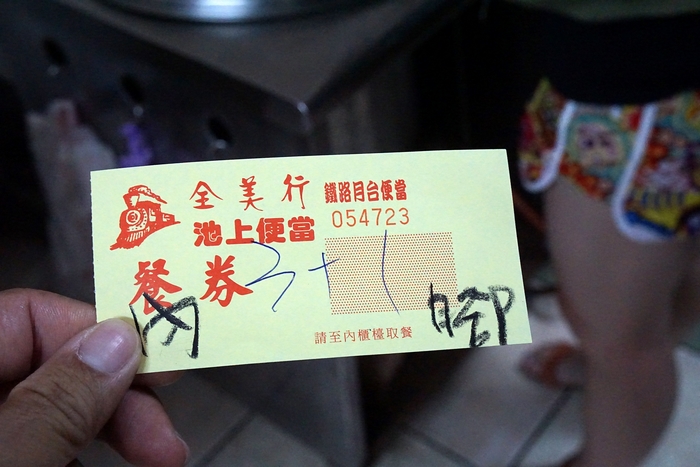 全美行 鐵路月台便當
池上便當 054723
餐券 3+1
內 腳
請至內櫃檯取餐